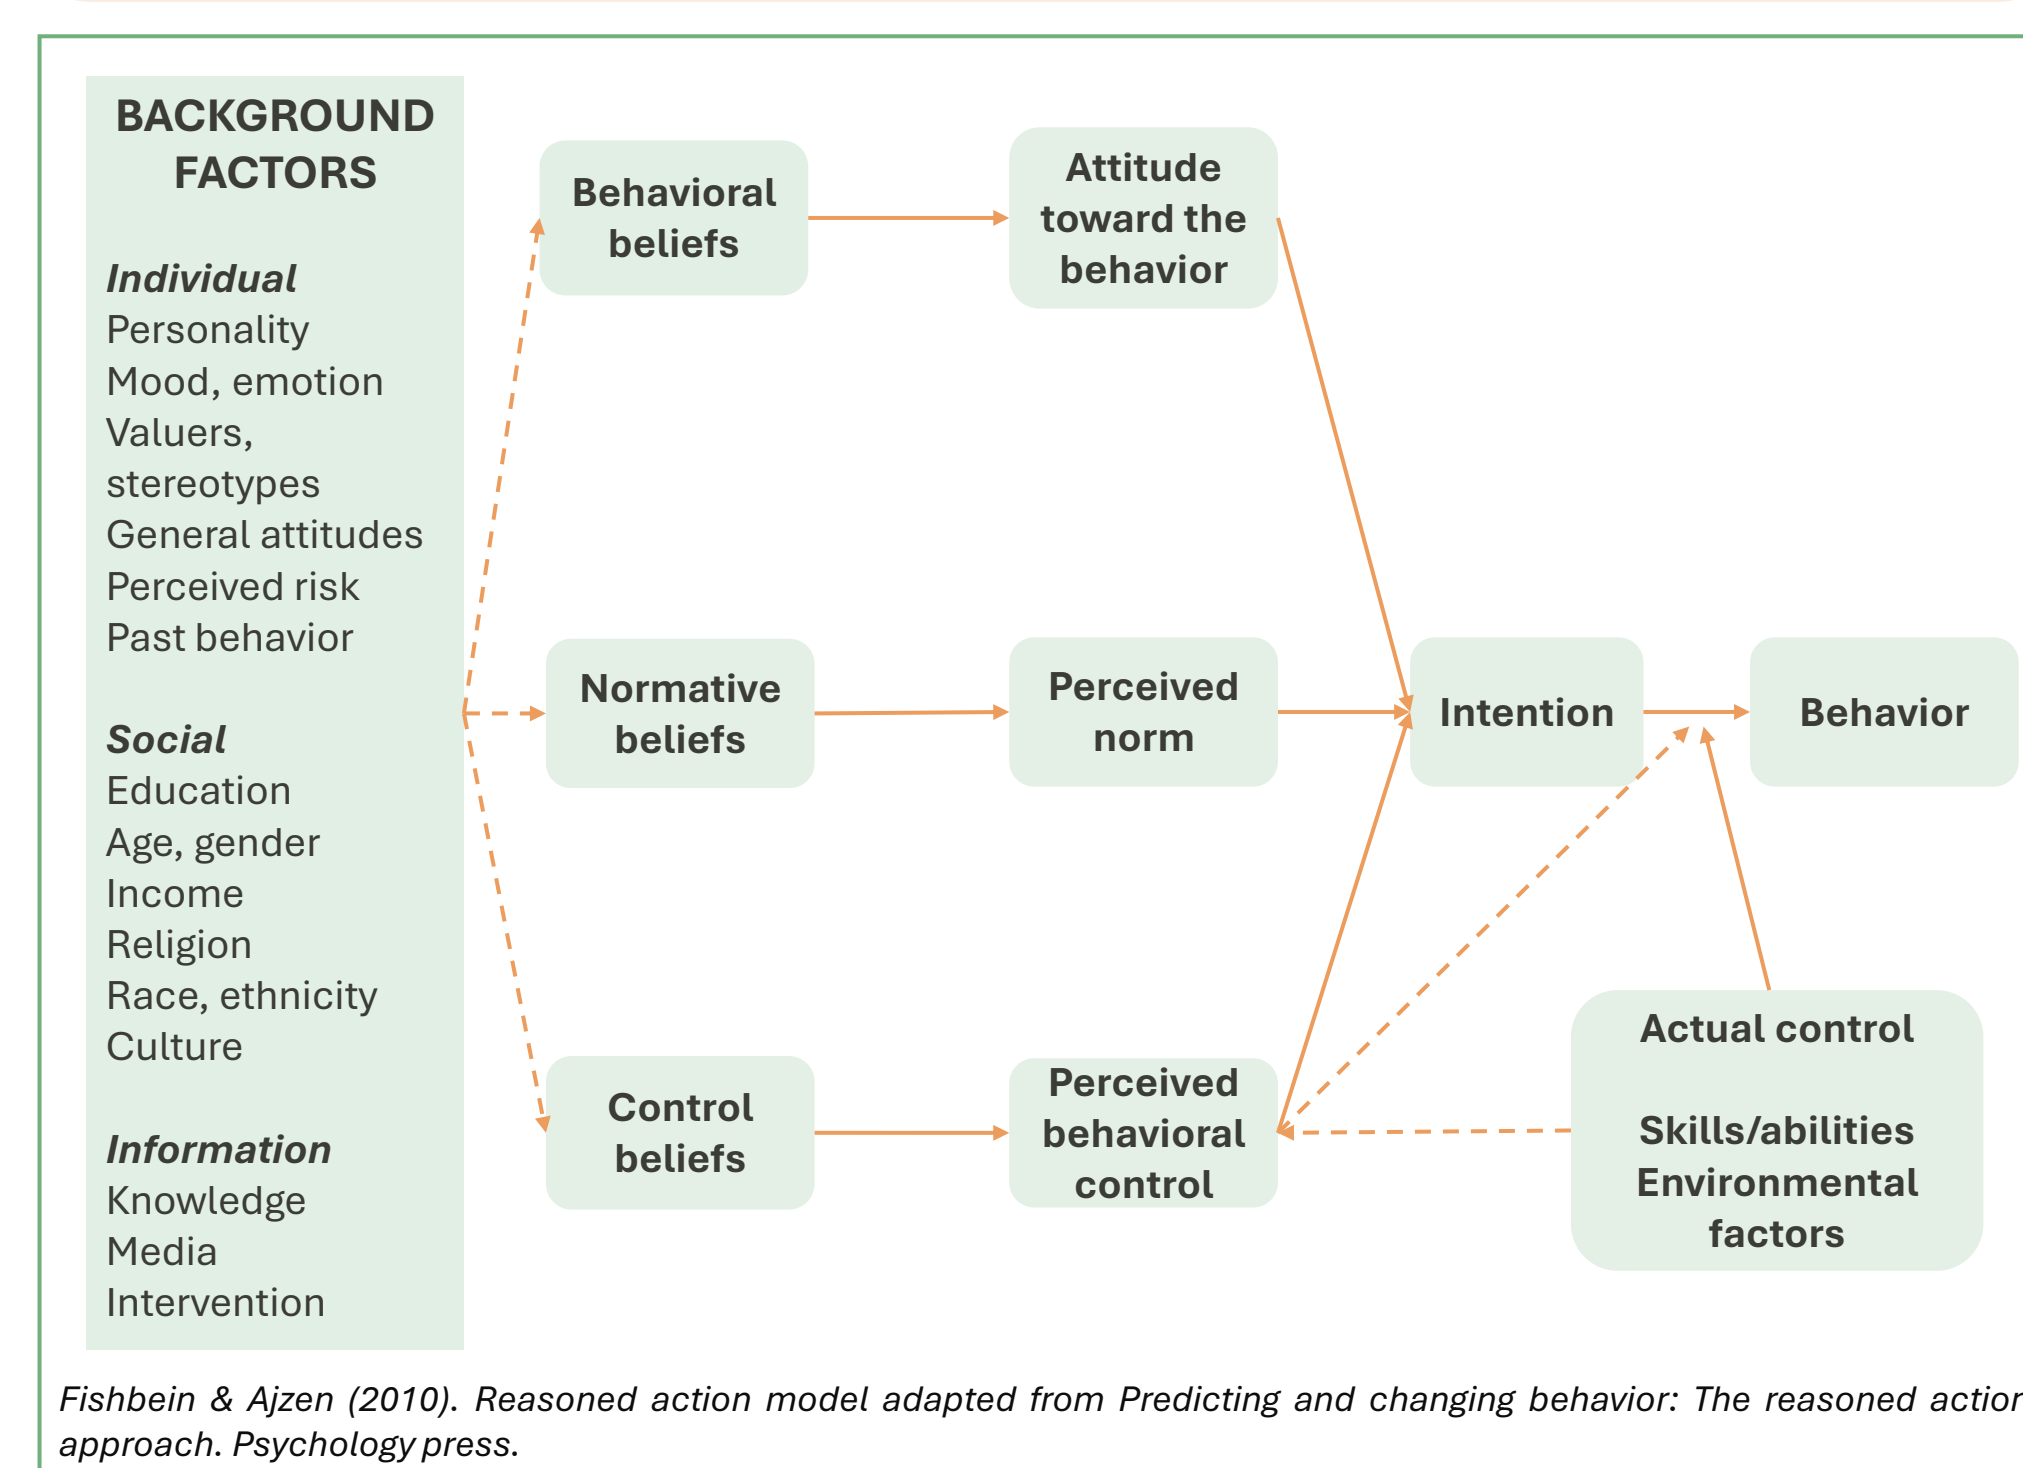 BACKGROUND
FACTORS
Individual
Personality
Mood, emotion
Valuers,
stereotypes
General attitudes
Perceived risk
Past behavior
Social
Education
Age, gender
Income
Religion
Race, ethnicity
Culture
Information
Knowledge
Media
Intervention
Behavioral
beliefs
Attitude
toward the
behavior
Normative
beliefs
Perceived
norm
Intention
Behavior
Control
beliefs
Perceived
behavioral
control
Actual control
Skills/abilities
Environmental
factors
Fishbein & Ajzen (2010). Reasoned action model adapted from Predicting and changing behavior: The reasoned action
approach. Psychology press.